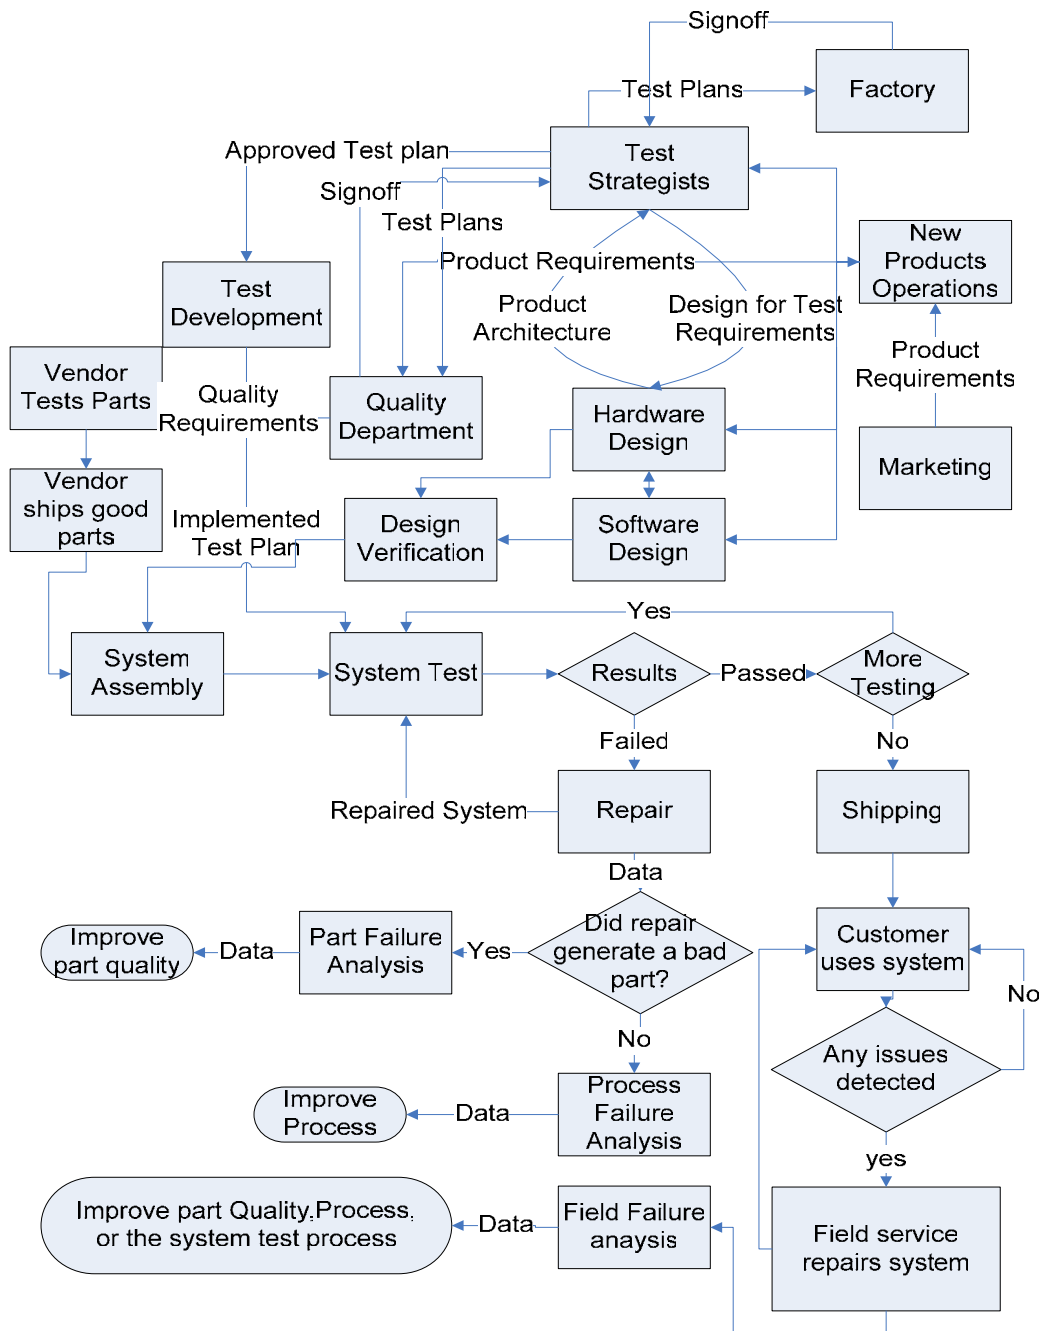 Signoff
Test Plans
Factory
Approved Test plan
Test
Strategists
Signoff
Test Plans
New
Products
Operations
Product Requirements
Test
Development
Product
Architecture
Design for Test
Requirements
Product
Requirements
Vendor
Tests Parts
Quality
Requirements
Quality
Department
Hardware
Design
Marketing
Vendor
ships good
parts
Implemented
Test Plan
Design
Verification
Software
Design
Yes
System
Assembly
System Test
Results
Passed
More
Testing
Failed
No
Repaired System
Repair
Shipping
Data
Improve
part quality
Data
Part Failure
Analysis
Yes
Did repair
generate a bad
part?
Customer
uses system
No
No
Any issues
detected
Improve
Process
Data
Process
Failure
Analysis
yes
Improve part Quality,Process,
or the system test process
Data
Field Failure
anaysis
Field service
repairs system